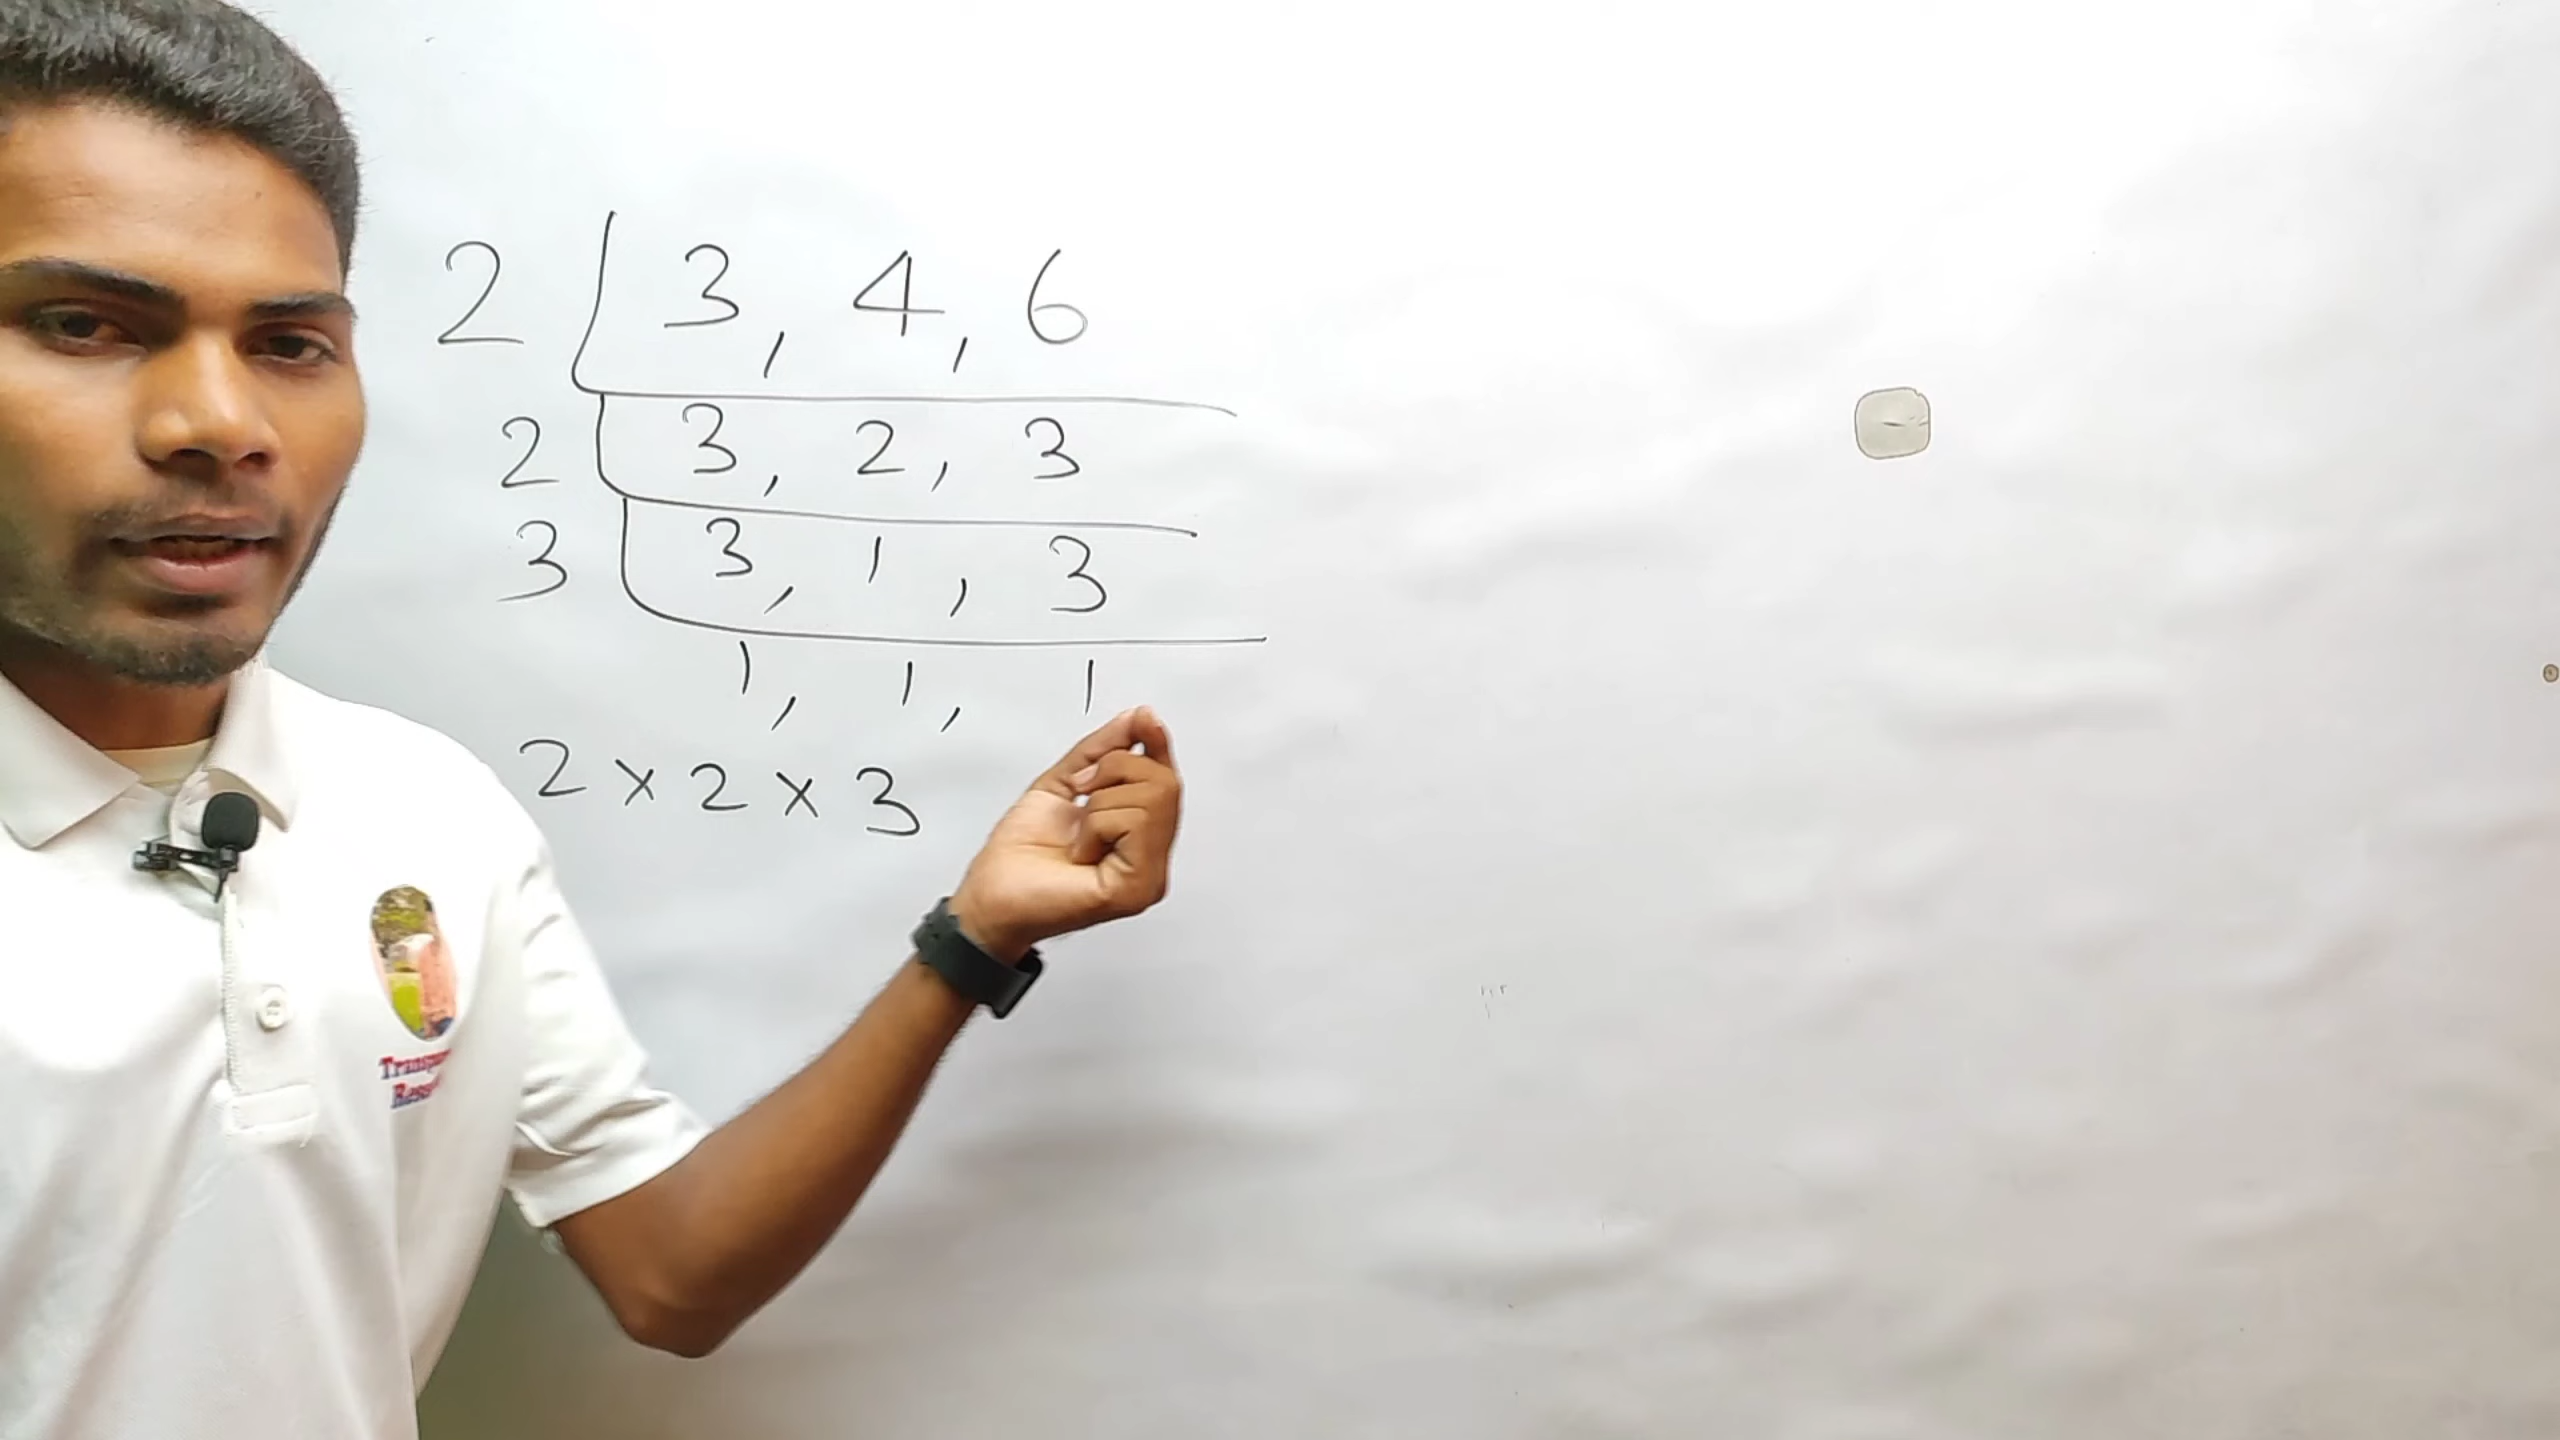 2 3, 4, 6
2 3, 2, 3
3 3, 1, 3
1, 1, 1
2 × 2 × 3